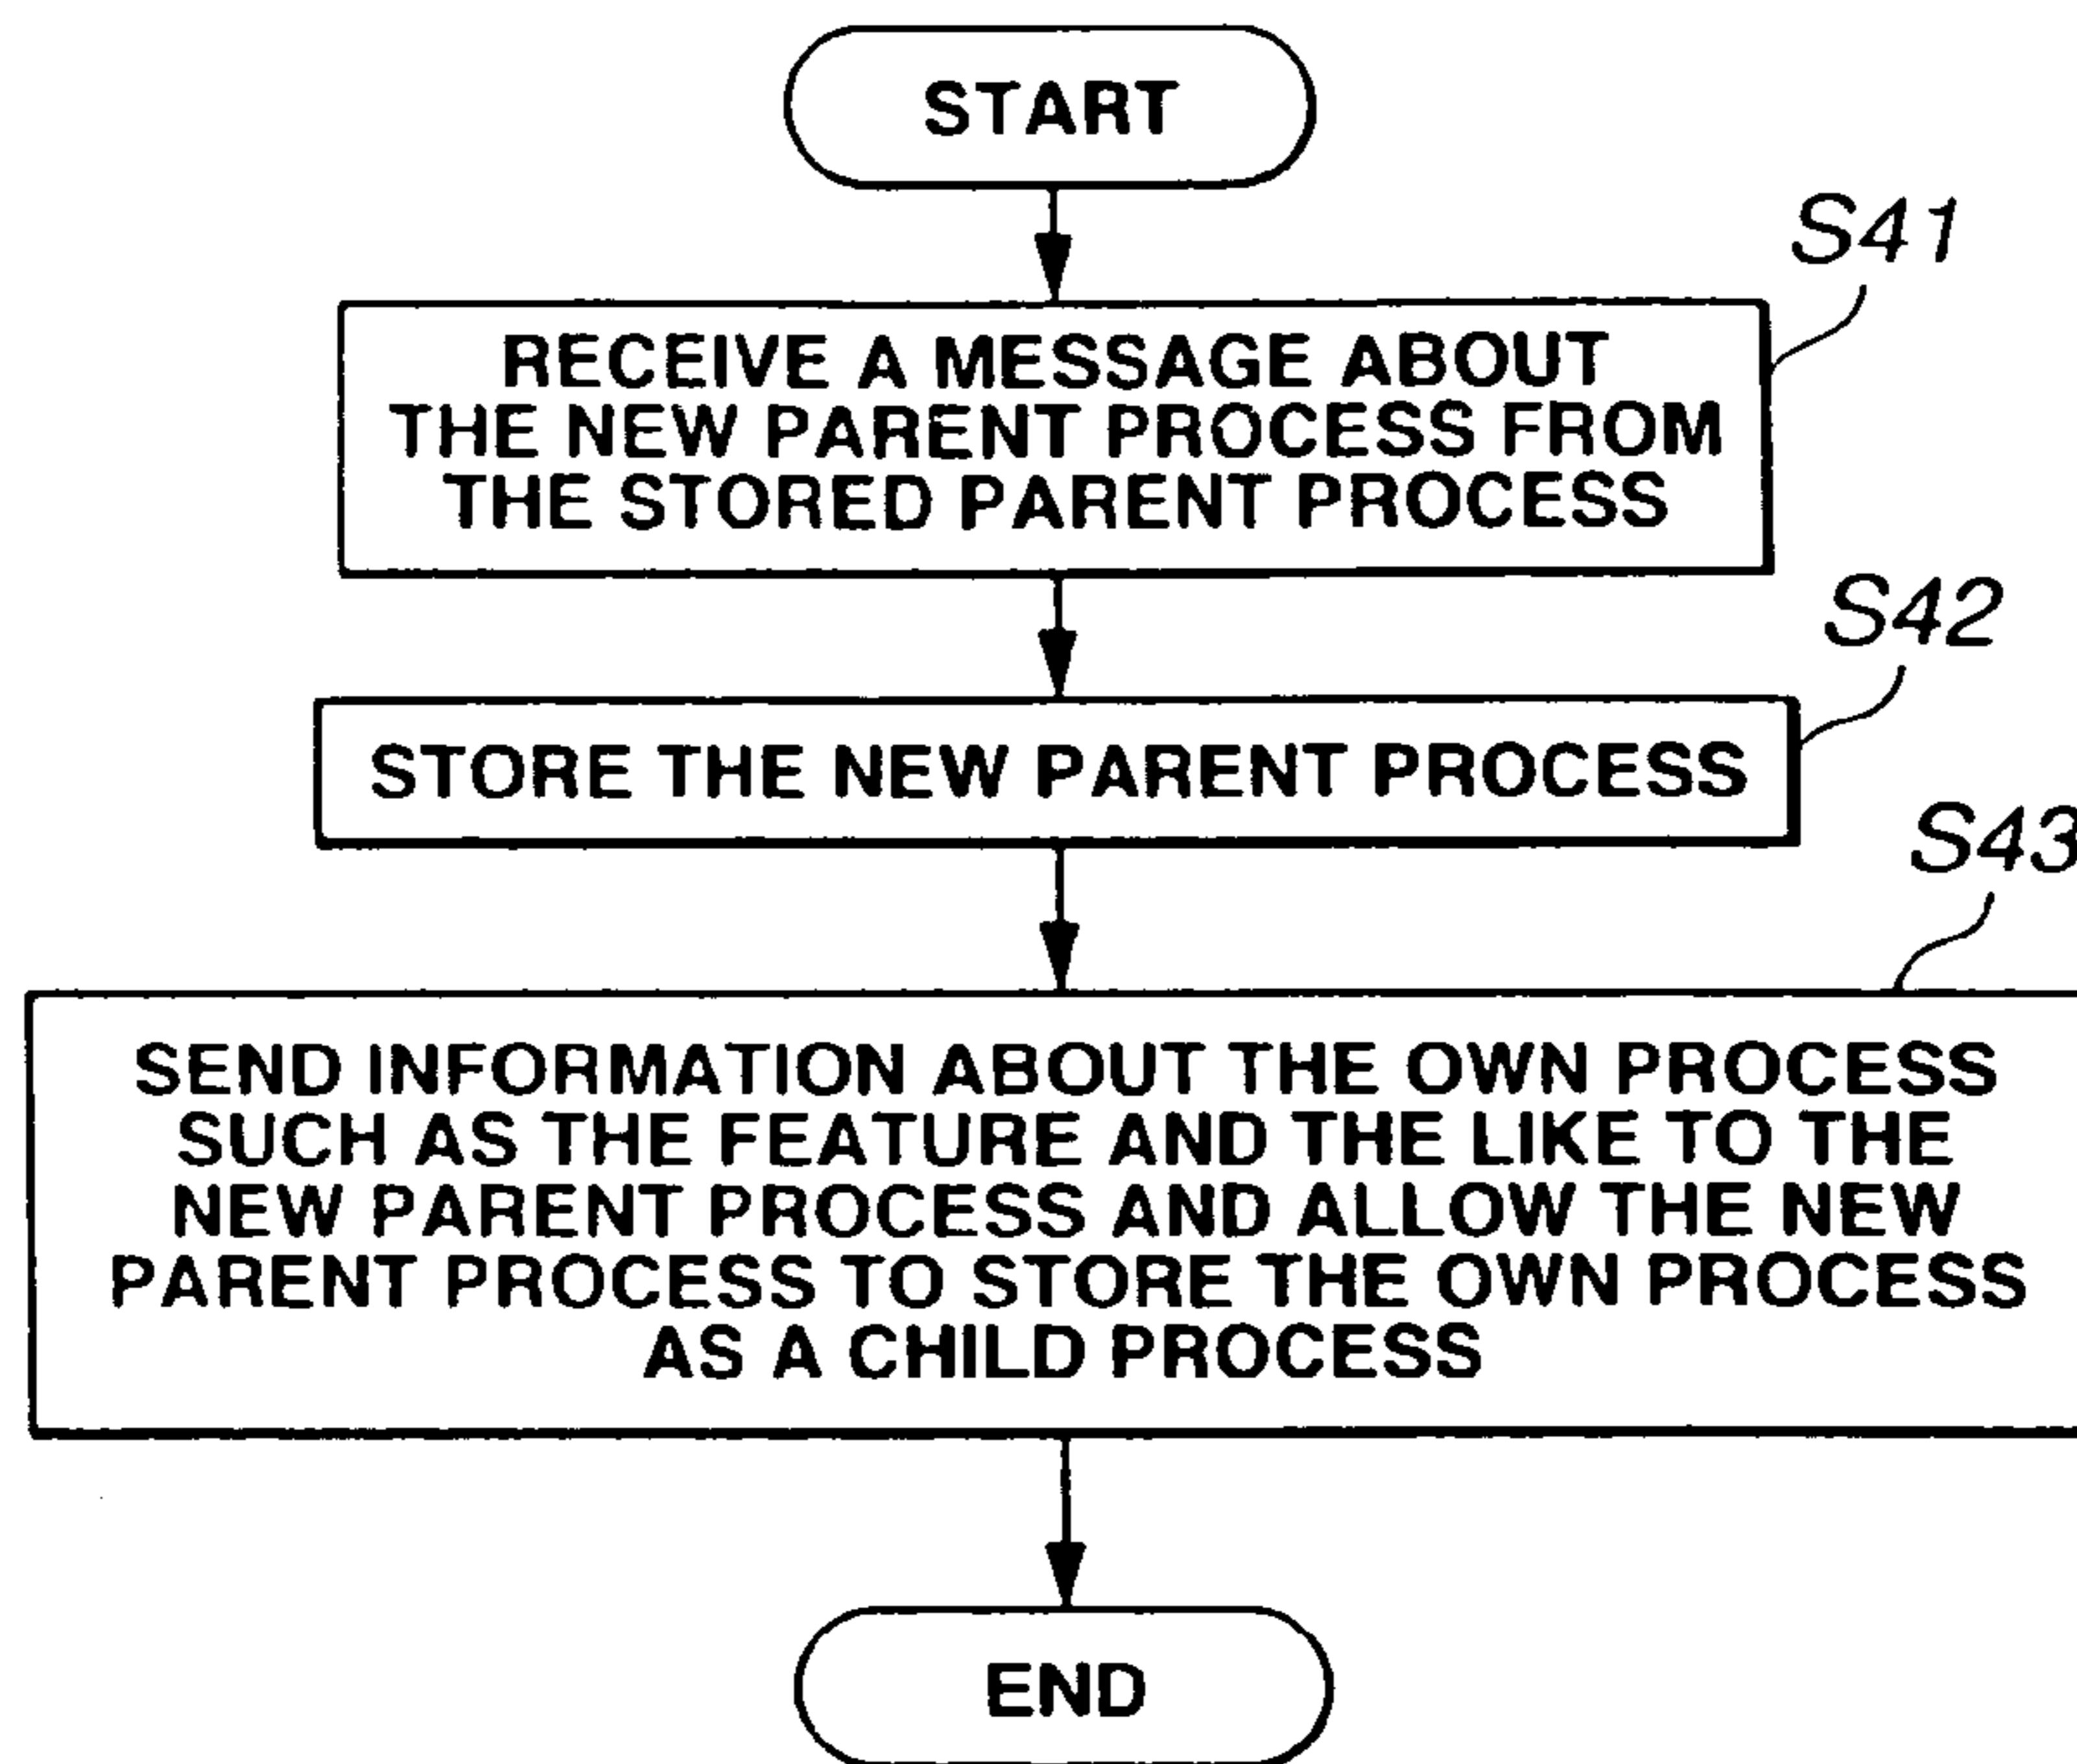 START
S41
RECEIVE A MESSAGE ABOUT
THE NEW PARENT PROCESS FROM
THE STORED PARENT PROCESS
S42
STORE THE NEW PARENT PROCESS
S43
SEND INFORMATION ABOUT THE OWN PROCESS
SUCH AS THE FEATURE AND THE LIKE TO THE
NEW PARENT PROCESS AND ALLOW THE NEW
PARENT PROCESS TO STORE THE OWN PROCESS
AS A CHILD PROCESS
END